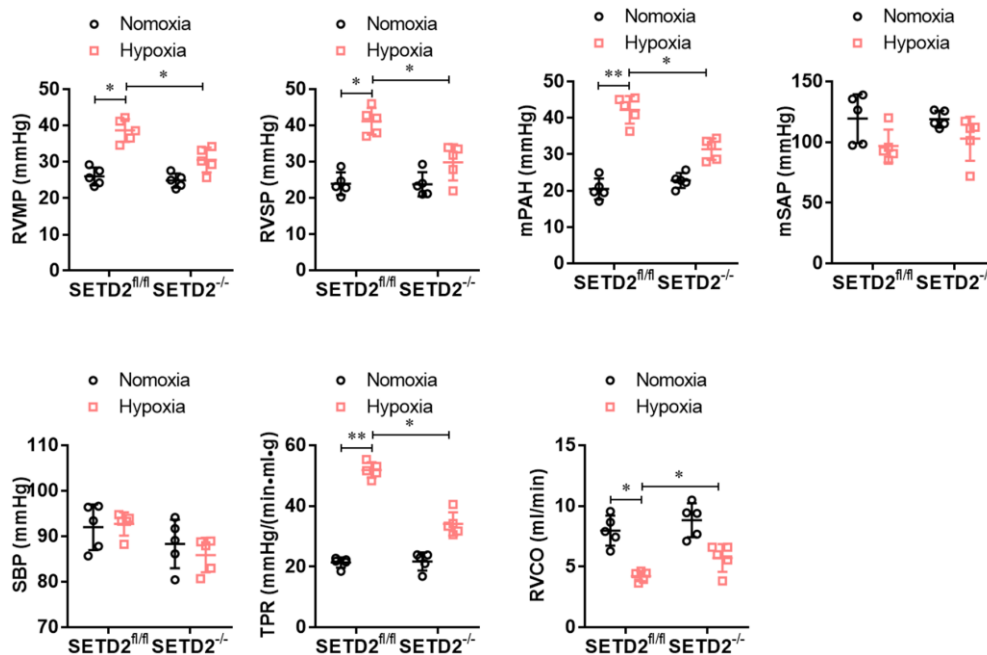 Nomoxia
Hypoxia
RVMP (mmHg)
50
40
30
20
10
0
* *
SETD2fl/fl SETD2-/-
Nomoxia
Hypoxia
RVSP (mmHg)
50
40
30
20
10
0
* *
SETD2fl/fl SETD2-/-
Nomoxia
Hypoxia
mPAH (mmHg)
50
40
30
20
10
0
** *
SETD2fl/fl SETD2-/-
Nomoxia
Hypoxia
mSAP (mmHg)
150
100
50
0
SETD2fl/fl SETD2-/-
Nomoxia
Hypoxia
SBP (mmHg)
110
100
90
80
70
SETD2fl/fl SETD2-/-
Nomoxia
Hypoxia
TPR (mmHg/(min•ml•g)
60
40
20
0
** *
SETD2fl/fl SETD2-/-
Nomoxia
Hypoxia
RVCO (ml/min)
15
10
5
0
* *
SETD2fl/fl SETD2-/-